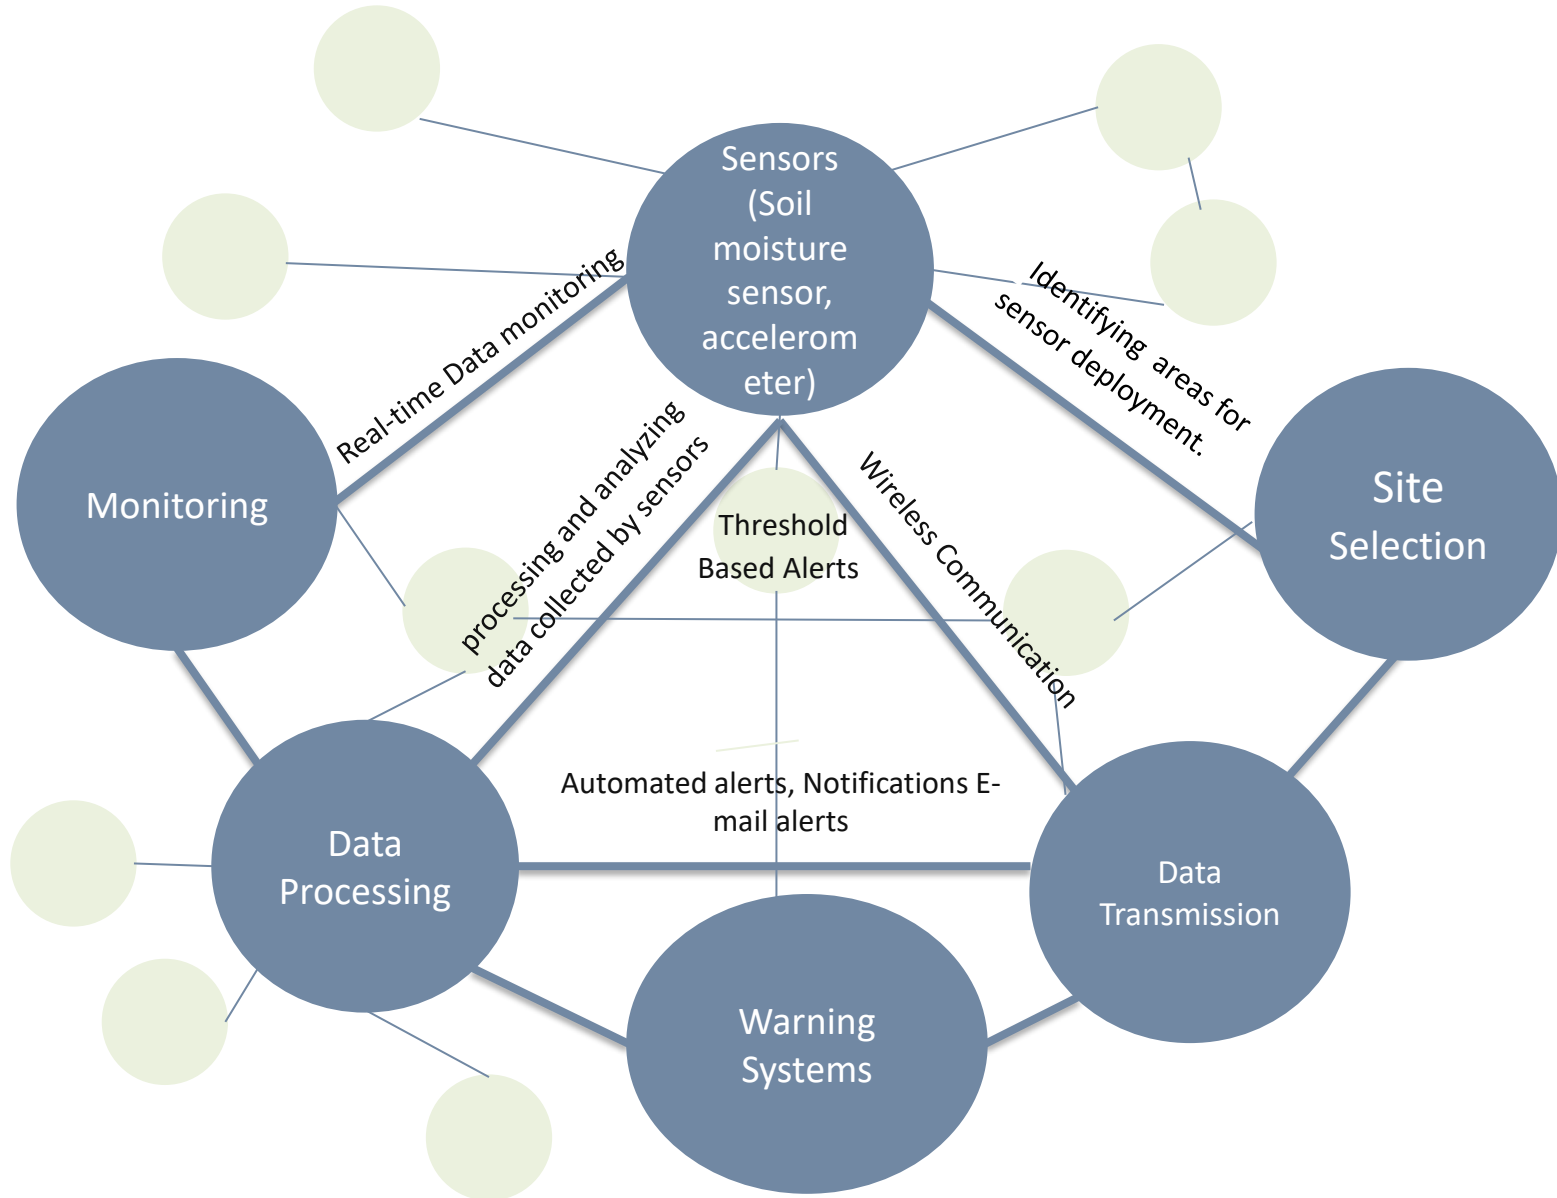 Sensors
(Soil
moisture
sensor,
accelerom
eter)
Real-time Data monitoring
Identifying  areas for
sensor deployment.
Monitoring
processing and analyzing
data collected by sensors
Threshold
Based Alerts
Wireless Communication
Site
Selection
Automated alerts, Notifications E-
mail alerts
Data
Processing
Data
Transmission
Warning
Systems